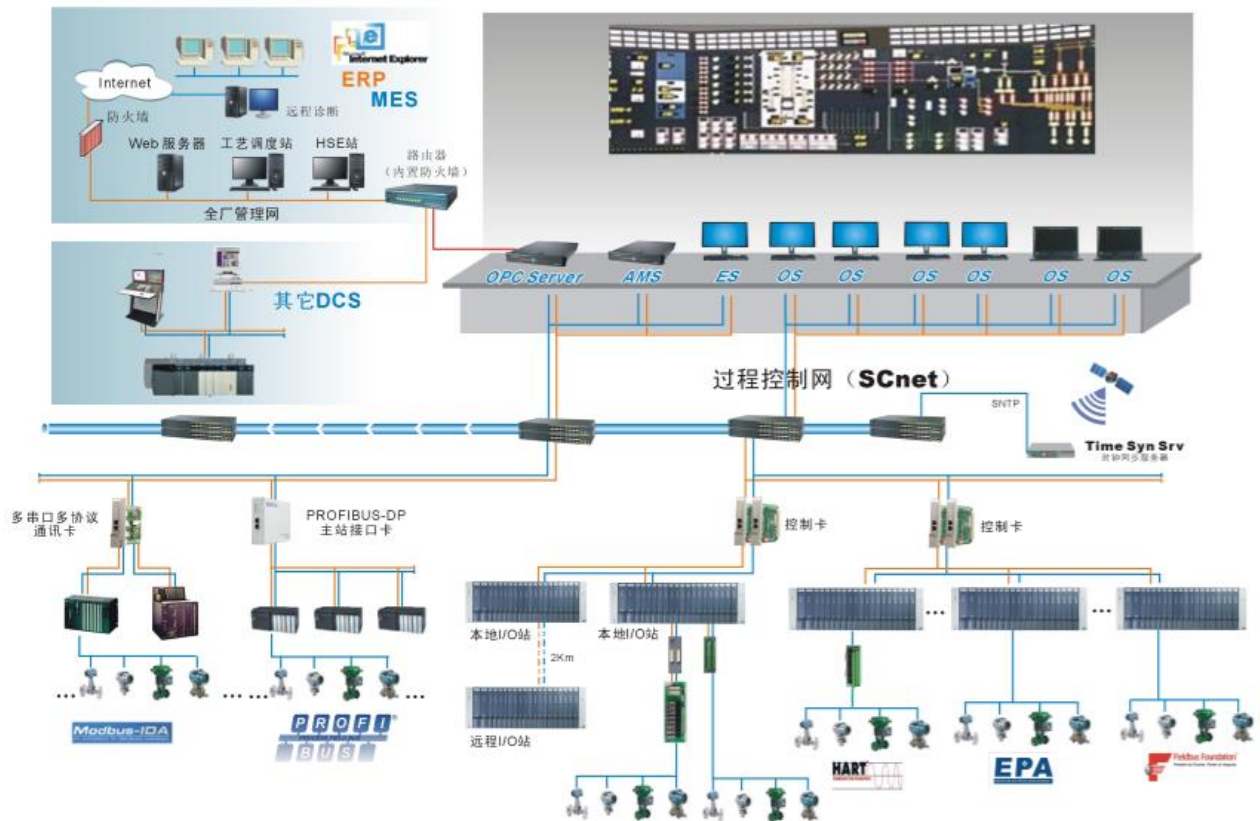 Internet Explorer
ERP
MES
Internet
远程诊断
防火墙
Web 服务器
工艺调度站
HSE站
路由器
（内置防火墙）
全厂管理网
其它DCS
OPC Server
AMS
ES
OS
OS
OS
OS
OS
OS
过程控制网（SCnet）
SNTP
Time Syn Srv
时钟同步服务器
多串口多协议
通讯卡
PROFIBUS-DP
主站接口卡
控制卡
控制卡
本地I/O站
本地I/O站
2Km
远程I/O站
...
... ...
...
...
...
Modbus-IDA
PROFI
BUS
HART
EPA
Fieldbus Foundation